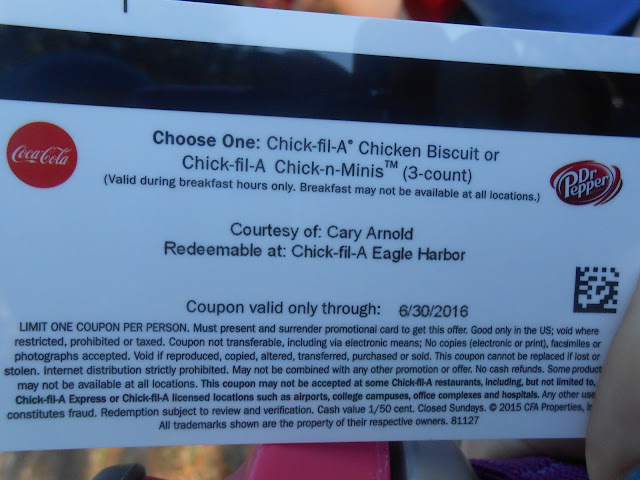 Choose One: Chick-fil-A® Chicken Biscuit or
Chick-fil-A Chick-n-Minis™ (3-count)
(Valid during breakfast hours only. Breakfast may not be available at all locations.)
Coca-Cola
Dr Pepper
Courtesy of: Cary Arnold
Redeemable at: Chick-fil-A Eagle Harbor
Coupon valid only through: 6/30/2016
LIMIT ONE COUPON PER PERSON. Must present and surrender promotional card to get this offer. Good only in the US; void where
restricted, prohibited or taxed. Coupon not transferable, including via electronic means; No copies (electronic or print), facsimiles or
photographs accepted. Void if reproduced, copied, altered, transferred, purchased or sold. This coupon cannot be replaced if lost or
stolen. Internet distribution strictly prohibited. May not be combined with any other promotion or offer. No cash refunds. Some product
may not be available at all locations. This coupon may not be accepted at some Chick-fil-A restaurants, including, but not limited to,
Chick-fil-A Express or Chick-fil-A licensed locations such as airports, college campuses, office complexes and hospitals. Any other use
constitutes fraud. Redemption subject to review and verification. Cash value 1/50 cent. Closed Sundays. © 2015 CFA Properties,
All trademarks shown are the property of their respective owners. 81127